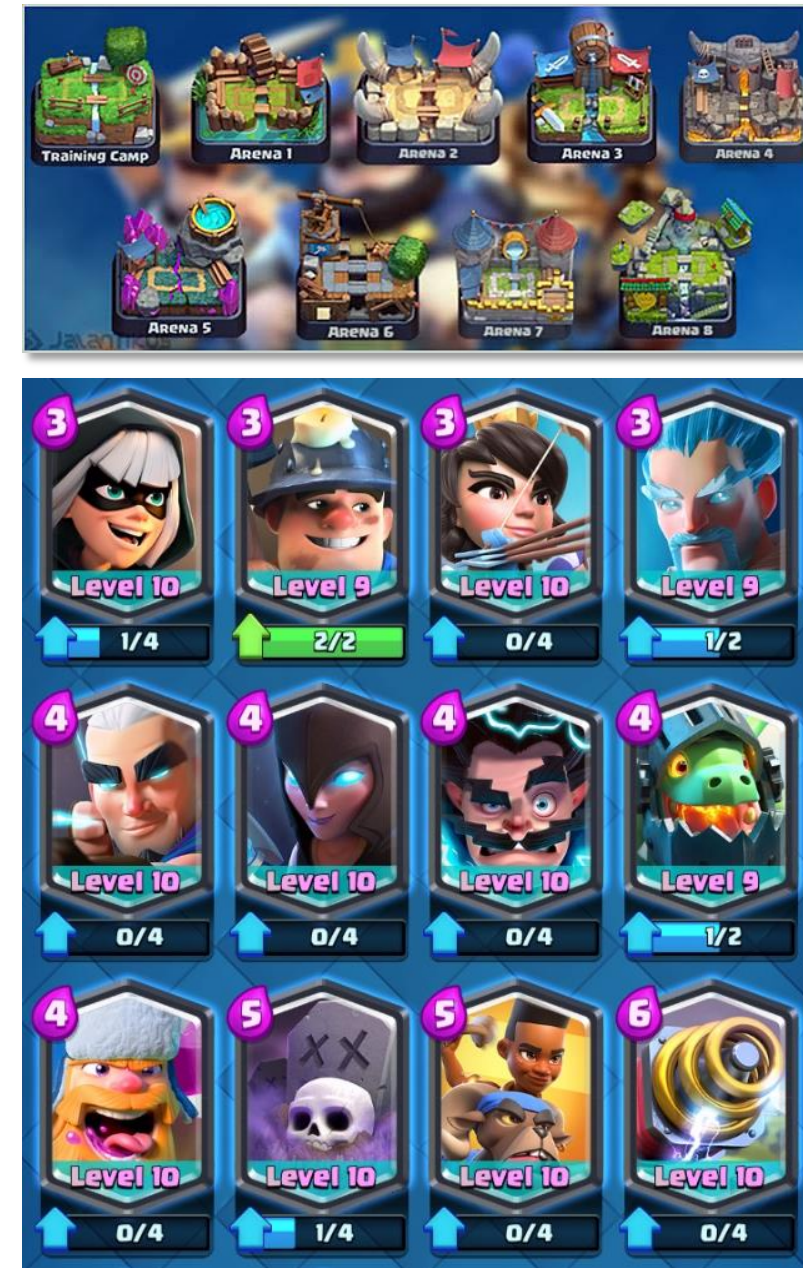 Training Camp
Arena 1
Arena 2
Arena 3
Arena 4
Arena 5
Arena 6
Arena 7
Arena 8
JalanTikus
3 3 3 3
Level 10 Level 9 Level 10 Level 9
1/4 2/2 0/4 1/2
4 4 4 4
Level 10 Level 10 Level 10 Level 9
0/4 0/4 0/4 1/2
4 5 5 6
XX
Level 10 Level 10 Level 10 Level 10
0/4 1/4 0/4 0/4